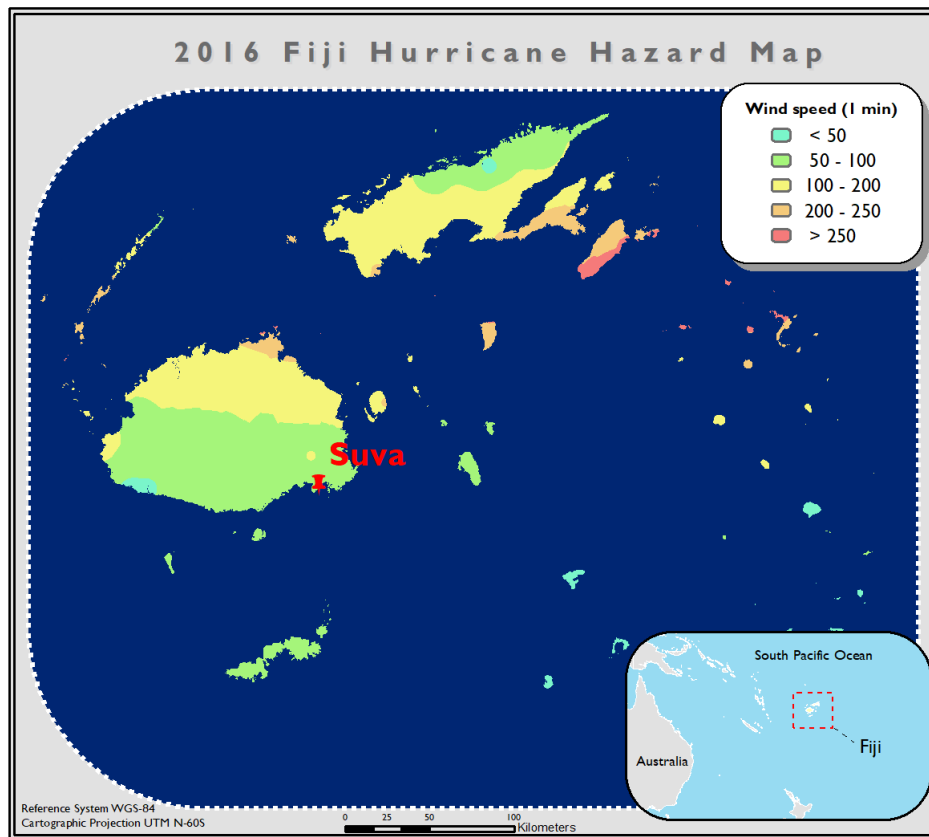 2016 Fiji Hurricane Hazard Map
Wind speed (1 min)
< 50
50 - 100
100 - 200
200 - 250
> 250
Suva
South Pacific Ocean
Fiji
Australia
Reference System WGS-84
Cartographic Projection UTM N-60S
0 25 50 100
Kilometers